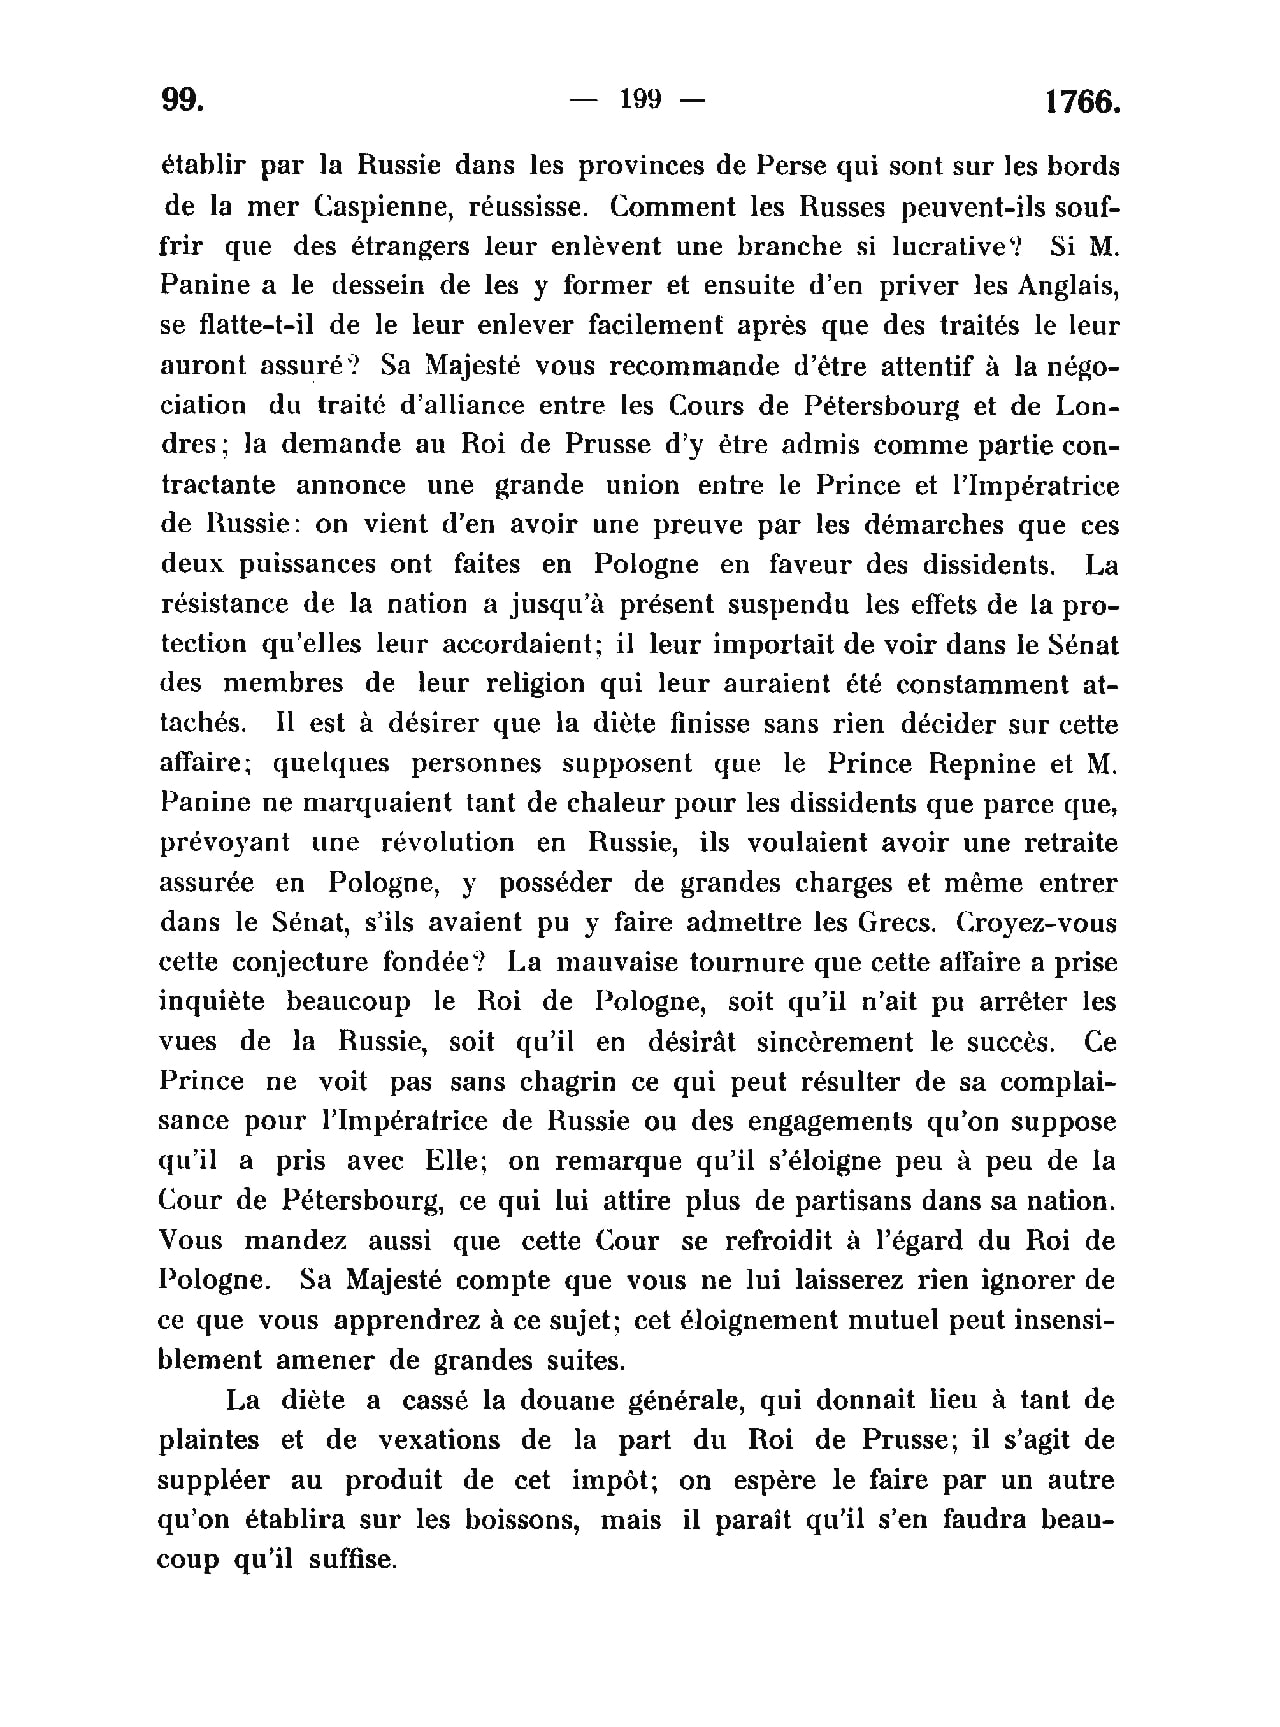 99. — 199 — 1766.
établir par la Russie dans les provinces de Perse qui sont sur les bords
de la mer Caspienne, réussisse. Comment les Russes peuvent-ils souf-
frir que des étrangers leur enlèvent une branche si lucrative? Si M.
Panine a le dessein de les y former et ensuite d'en priver les Anglais,
se flatte-t-il de le leur enlever facilement après que des traités le leur
auront assuré? Sa Majesté vous recommande d'être attentif à la négo-
ciation du traité d'alliance entre les Cours de Pétersbourg et de Lon-
dres; la demande au Roi de Prusse d'y être admis comme partie con-
tractante annonce une grande union entre le Prince et l'Impératrice
de Russie: on vient d'en avoir une preuve par les démarches que ces
deux puissances ont faites en Pologne en faveur des dissidents. La
résistance de la nation a jusqu'à présent suspendu les effets de la pro-
tection qu'elles leur accordaient; il leur importait de voir dans le Sénat
des membres de leur religion qui leur auraient été constamment at-
tachés. Il est à désirer que la diète finisse sans rien décider sur cette
affaire; quelques personnes supposent que le Prince Repnine et M.
Panine ne marquaient tant de chaleur pour les dissidents que parce que,
prévoyant une révolution en Russie, ils voulaient avoir une retraite
assurée en Pologne, y posséder de grandes charges et même entrer
dans le Sénat, s'ils avaient pu y faire admettre les Grecs. Croyez-vous
cette conjecture fondée? La mauvaise tournure que cette affaire a prise
inquiète beaucoup le Roi de Pologne, soit qu'il n'ait pu arrêter les
vues de la Russie, soit qu'il en désirât sincèrement le succès. Ce
Prince ne voit pas sans chagrin ce qui peut résulter de sa complai-
sance pour l'Impératrice de Russie ou des engagements qu'on suppose
qu'il a pris avec Elle; on remarque qu'il s'éloigne peu à peu de la
Cour de Pétersbourg, ce qui lui attire plus de partisans dans sa nation.
Vous mandez aussi que cette Cour se refroidit à l'égard du Roi de
Pologne. Sa Majesté compte que vous ne lui laisserez rien ignorer de
ce que vous apprendrez à ce sujet; cet éloignement mutuel peut insensi-
blement amener de grandes suites.
La diète a cassé la douane générale, qui donnait lieu à tant de
plaintes et de vexations de la part du Roi de Prusse; il s'agit de
suppléer au produit de cet impôt; on espère le faire par un autre
qu'on établira sur les boissons, mais il paraît qu'il s'en faudra beau-
coup qu'il suffise.